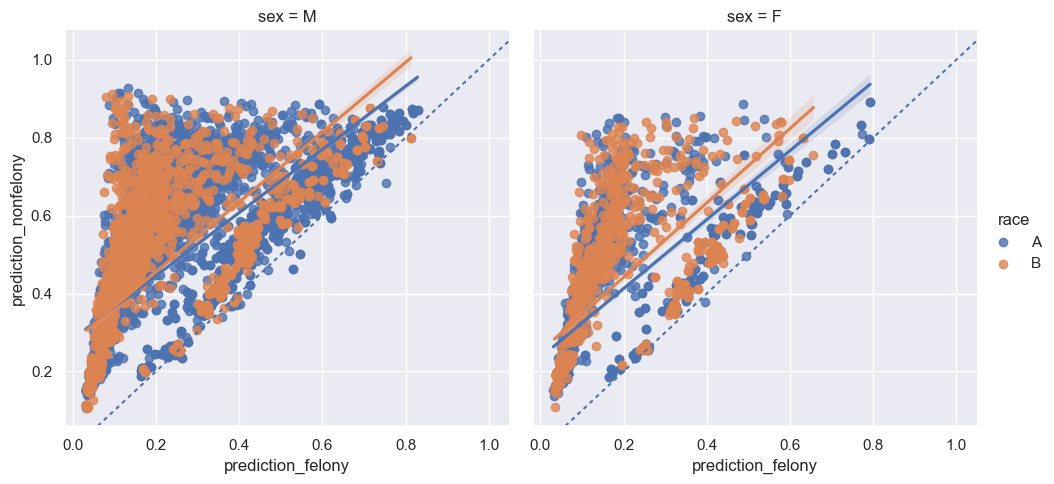 sex = M
sex = F
1.0
0.8
0.6
0.4
0.2
prediction_nonfelony
0.0 0.2 0.4 0.6 0.8 1.0
0.0 0.2 0.4 0.6 0.8 1.0
prediction_felony
prediction_felony
race
A
B